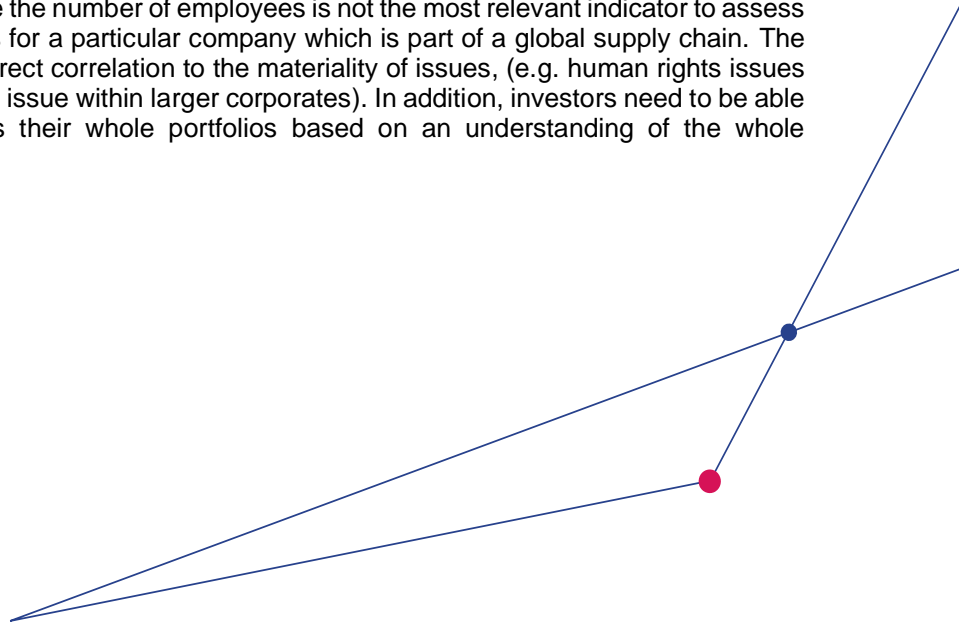 the number of employees is not the most relevant indicator to assess
for a particular company which is part of a global supply chain. The
rect correlation to the materiality of issues, (e.g. human rights issues
issue within larger corporates). In addition, investors need to be able
their whole portfolios based on an understanding of the whole